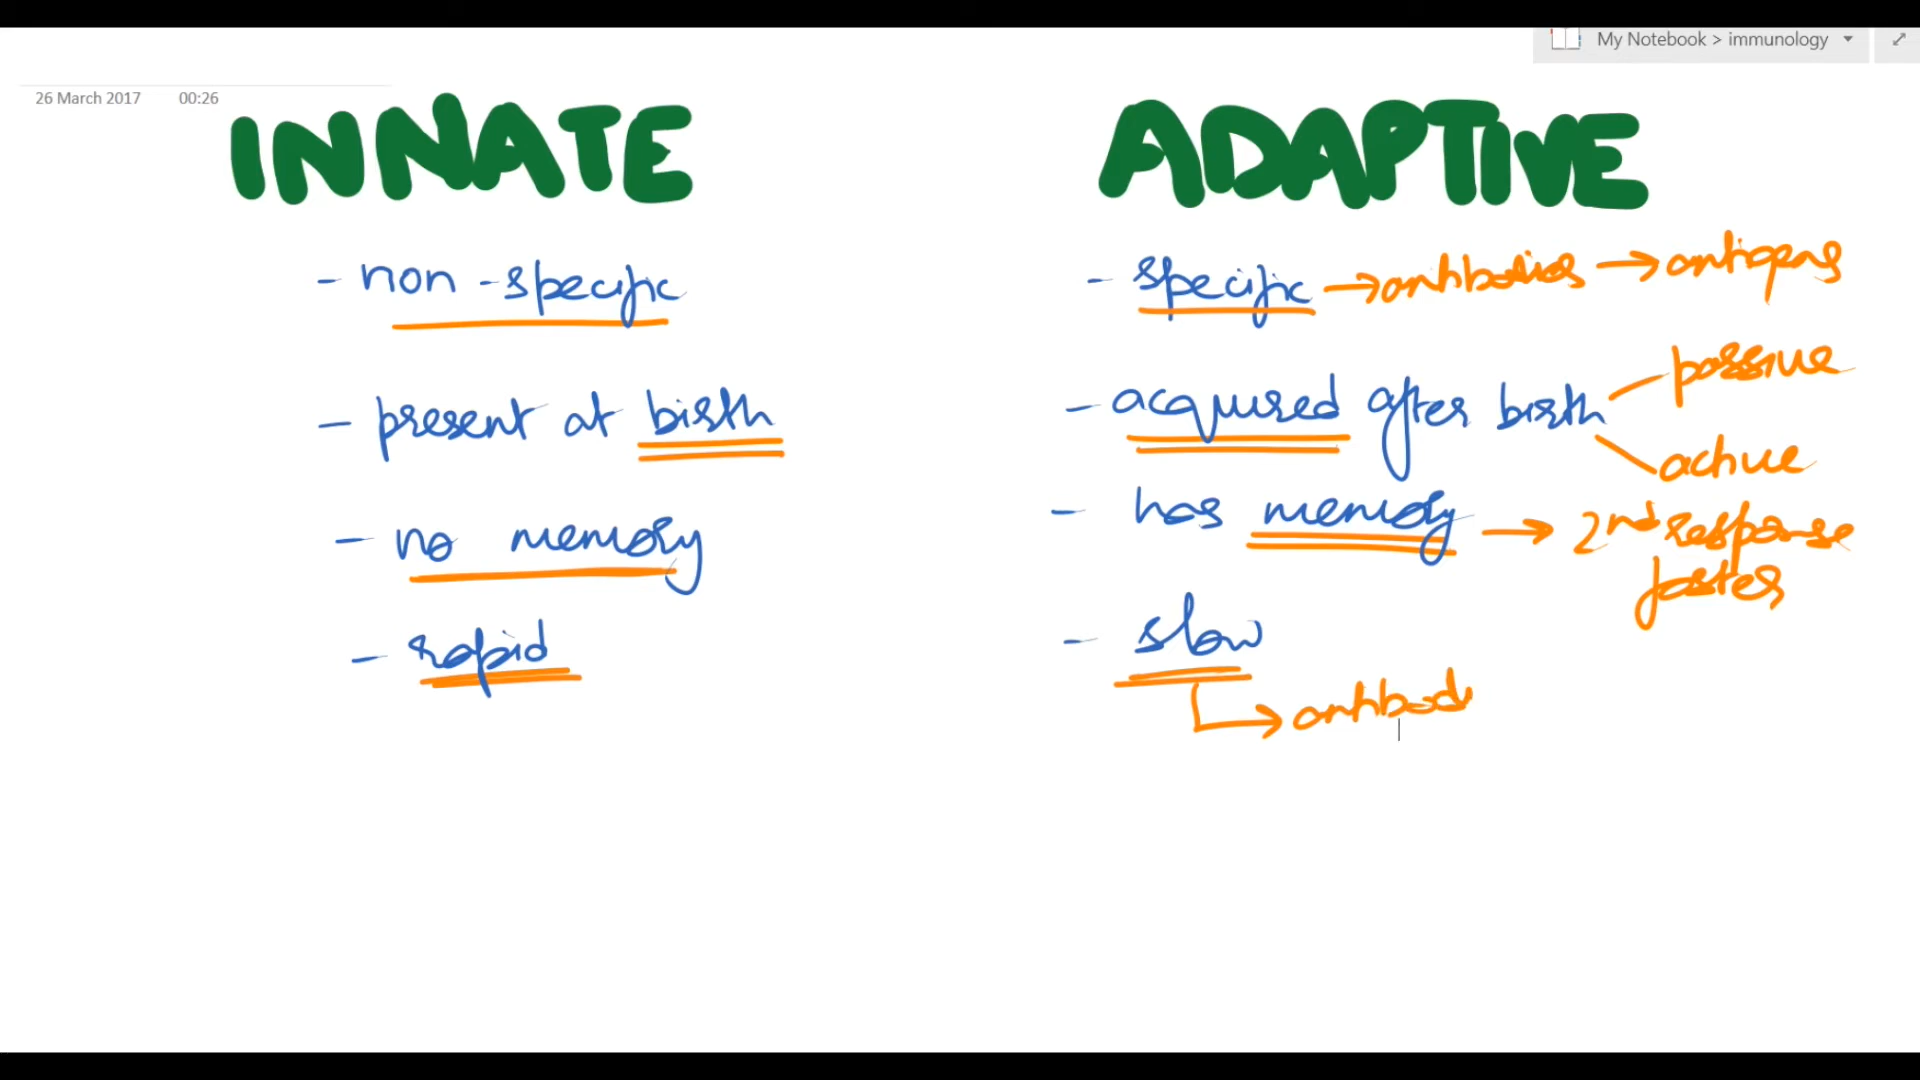 My Notebook > immunology
26 March 2017 00:26
INNATE
- non-specific
- present at birth
- no memory
- rapid
ADAPTIVE
- specific → antibodies → antigens
- acquired after birth
passive
active
- has memory → 2nd response
faster
- slow
→ antibod